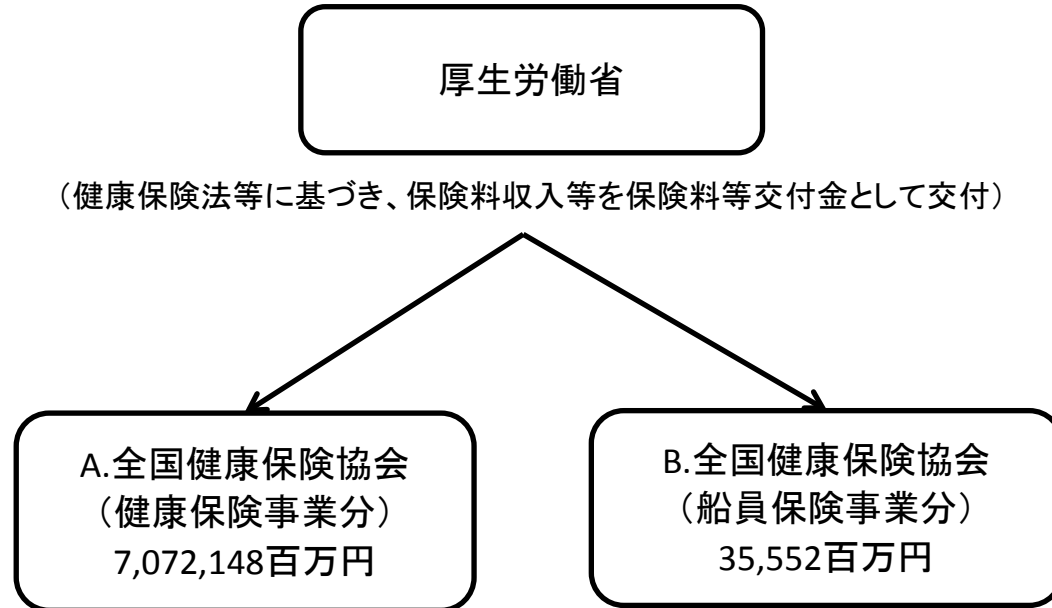 厚生労働省
（健康保険法等に基づき、保険料収入等を保険料等交付金として交付）
A.全国健康保険協会
（健康保険事業分）
7,072,148百万円
B.全国健康保険協会
（船員保険事業分）
35,552百万円